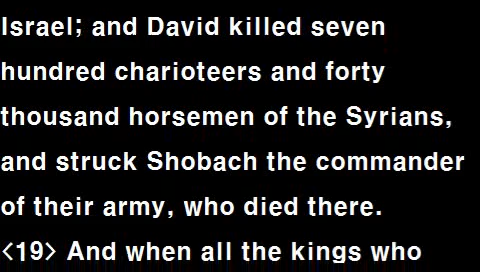 Israel; and David killed seven
hundred charioteers and forty
thousand horsemen of the Syrians,
and struck Shobach the commander
of their army, who died there.
<19> And when all the kings who